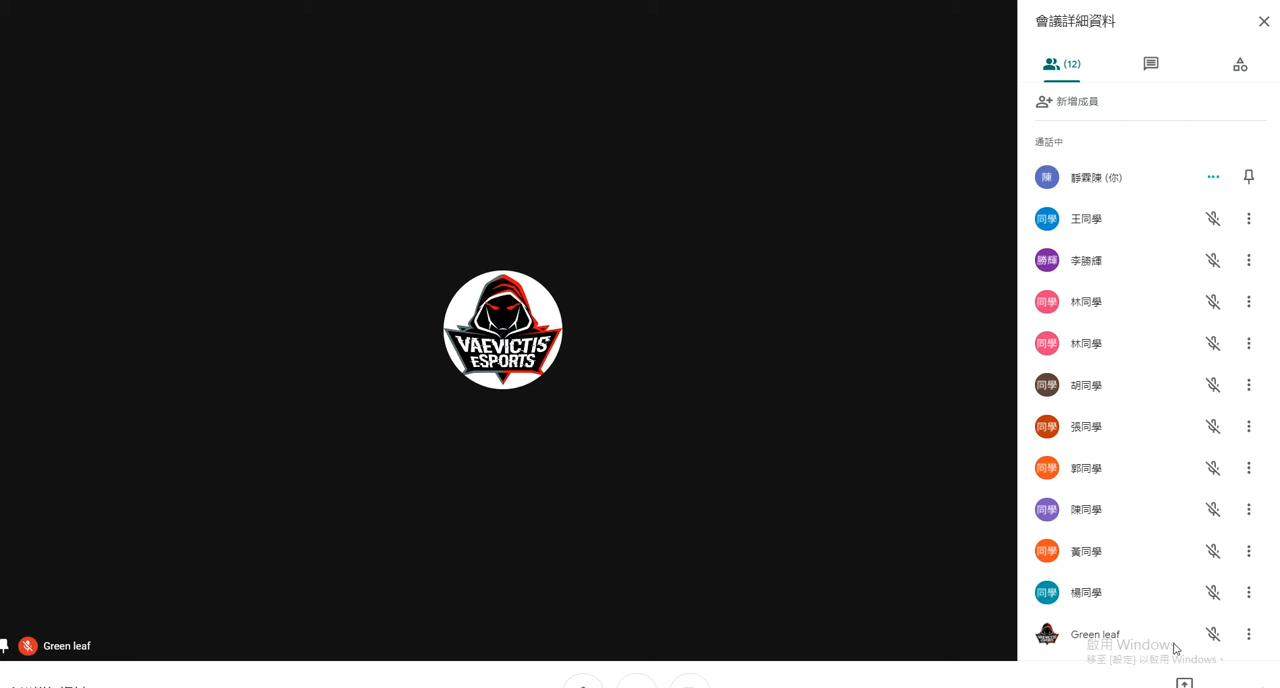 會議詳細資料
(12)
新增成員
通話中
陳 靜霖陳 (你)
同學 王同學
勝輝 李勝輝
同學 林同學
同學 林同學
同學 胡同學
同學 張同學
同學 郭同學
同學 陳同學
同學 黃同學
同學 楊同學
Green leaf
VAEVICTIS
ESPORTS
Green leaf
啟用 Windows
移至 [設定] 以啟用 Windows。